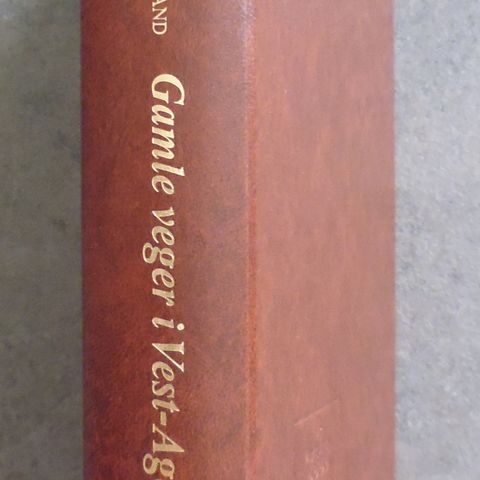 AND
Gamle veger i Vest-Ag